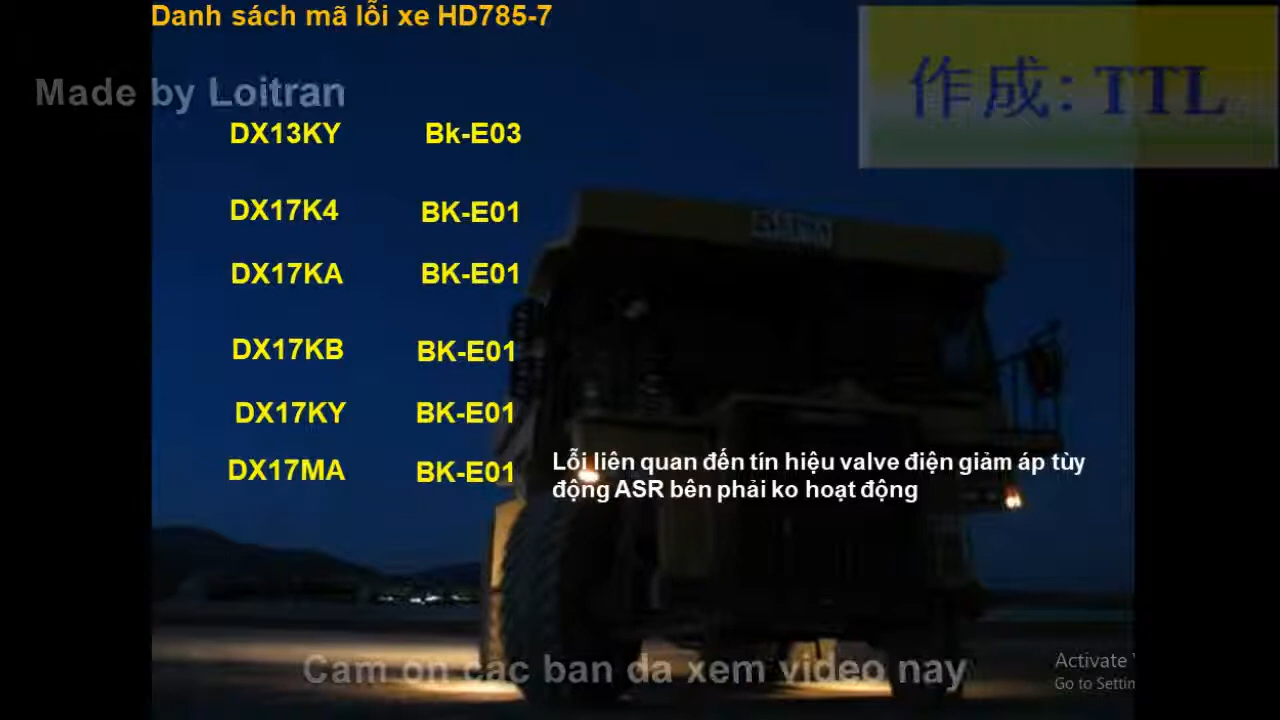 Danh sách mã lỗi xe HD785-7
作成: TTL
Made by Loitran
DX13KY Bk-E03
DX17K4 BK-E01
DX17KA BK-E01
DX17KB BK-E01
DX17KY BK-E01
DX17MA BK-E01
Lỗi liên quan đến tín hiệu valve điện giảm áp tùy
động ASR bên phải ko hoạt động
Cam on cac ban da xem video nay
Activate
Go to Settin